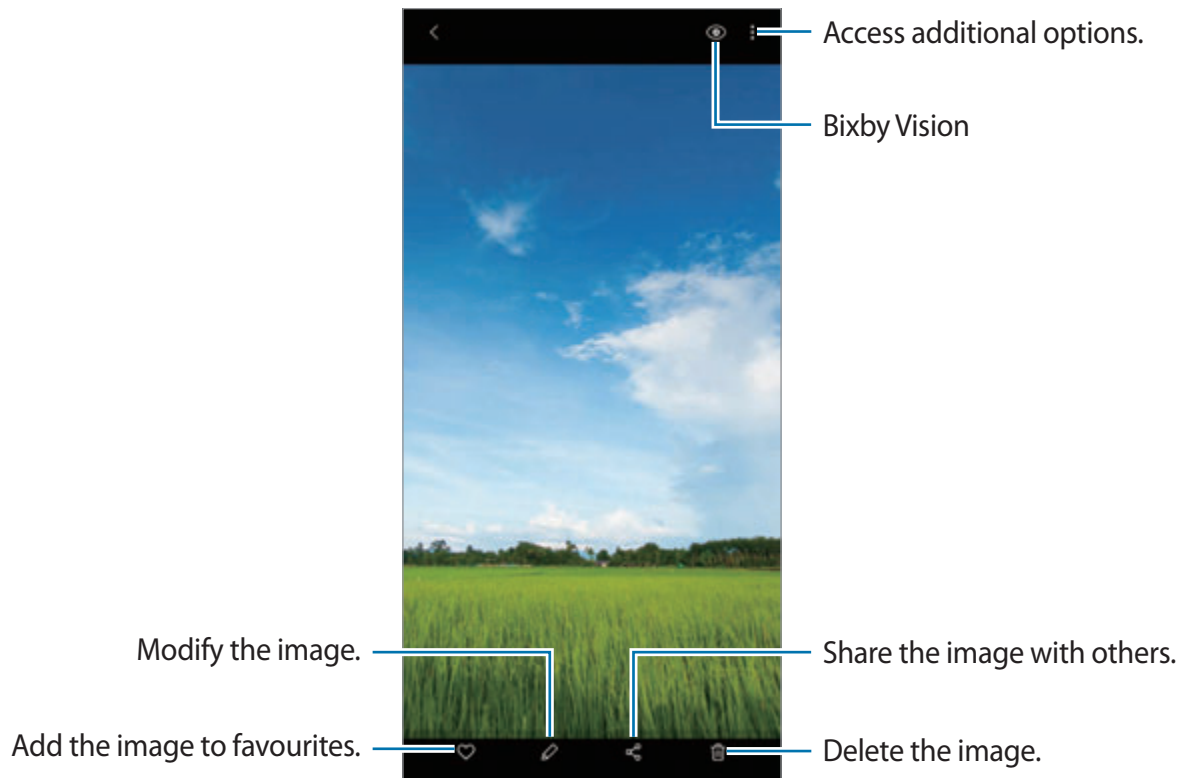 Access additional options.
Bixby Vision
Modify the image.
Share the image with others.
Add the image to favourites.
Delete the image.